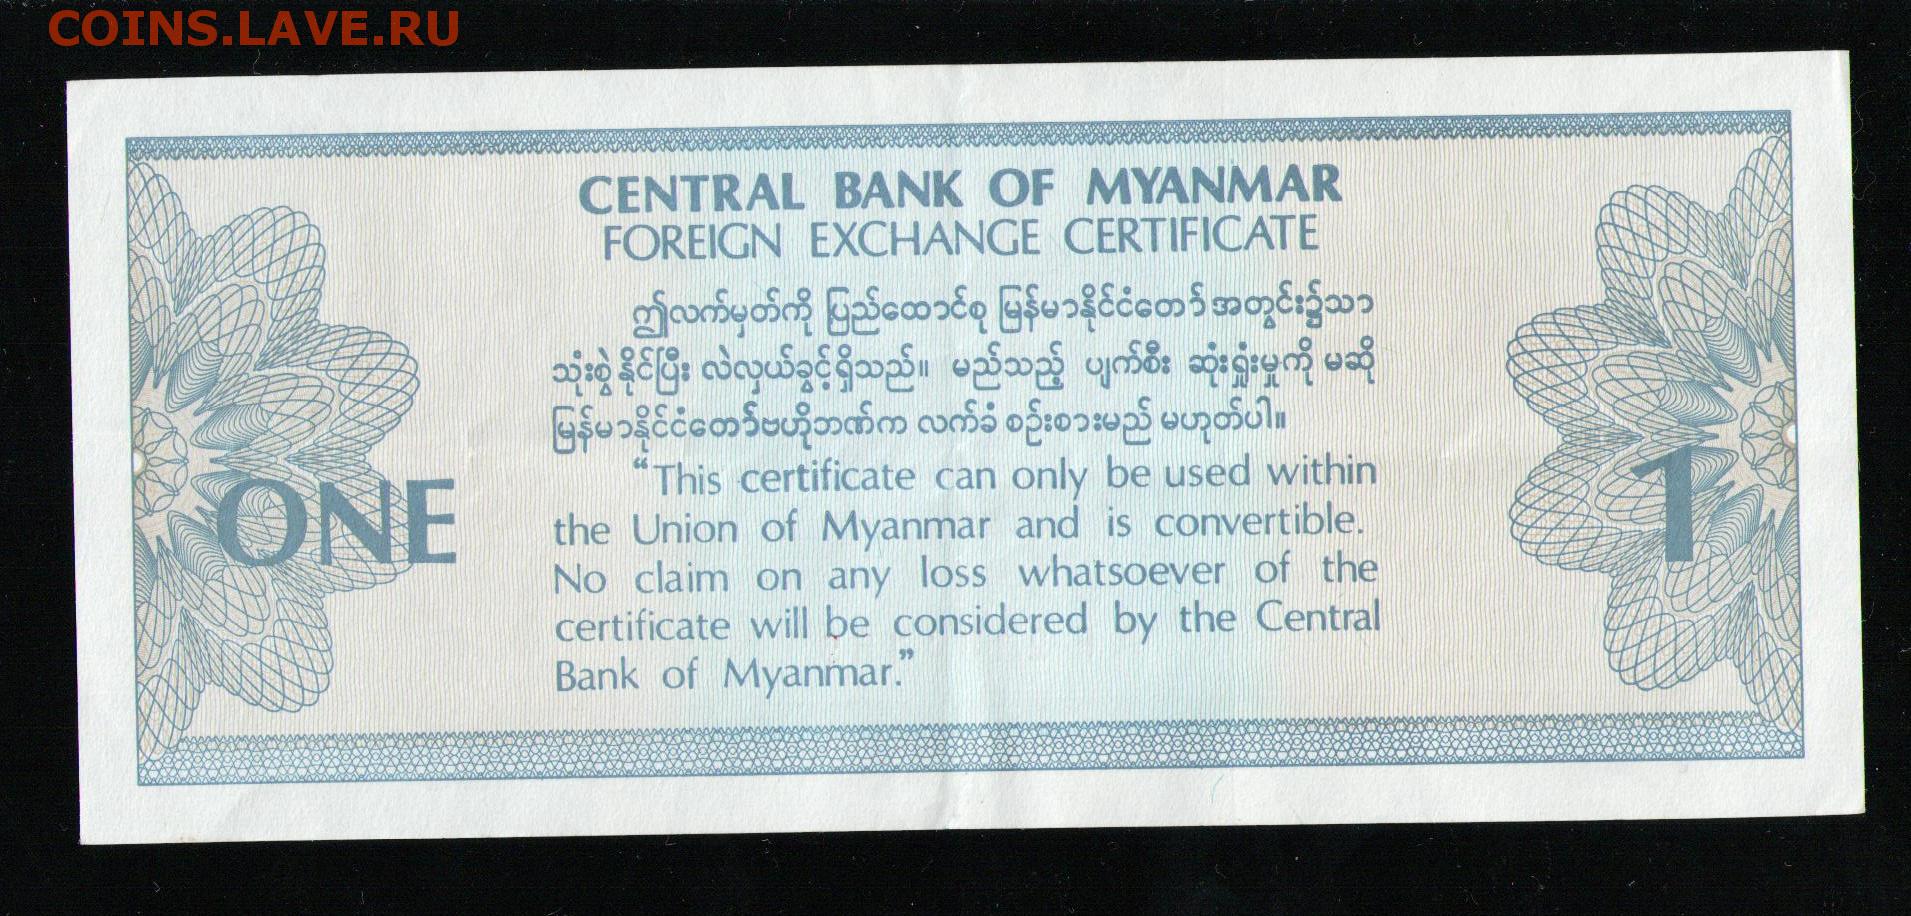 COINS.LAVE.RU
CENTRAL BANK OF MYANMAR
FOREIGN EXCHANGE CERTIFICATE
ဤလက်မှတ်ကို ပြည်ထောင်စု မြန်မာနိုင်ငံတော် အတွင်း၌သာ
သုံးစွဲ နိုင်ပြီး လဲလှယ်ခွင့်ရှိသည်။ မည်သည့် ပျက်စီး ဆုံးရှုံးမှုကို မဆို
မြန်မာနိုင်ငံတော်ဗဟိုဘဏ်က လက်ခံ စဉ်းစားမည် မဟုတ်ပါ။
“This certificate can only be used within
the Union of Myanmar and is convertible.
No claim on any loss whatsoever of the
certificate will be considered by the Central
Bank of Myanmar.”
ONE
1